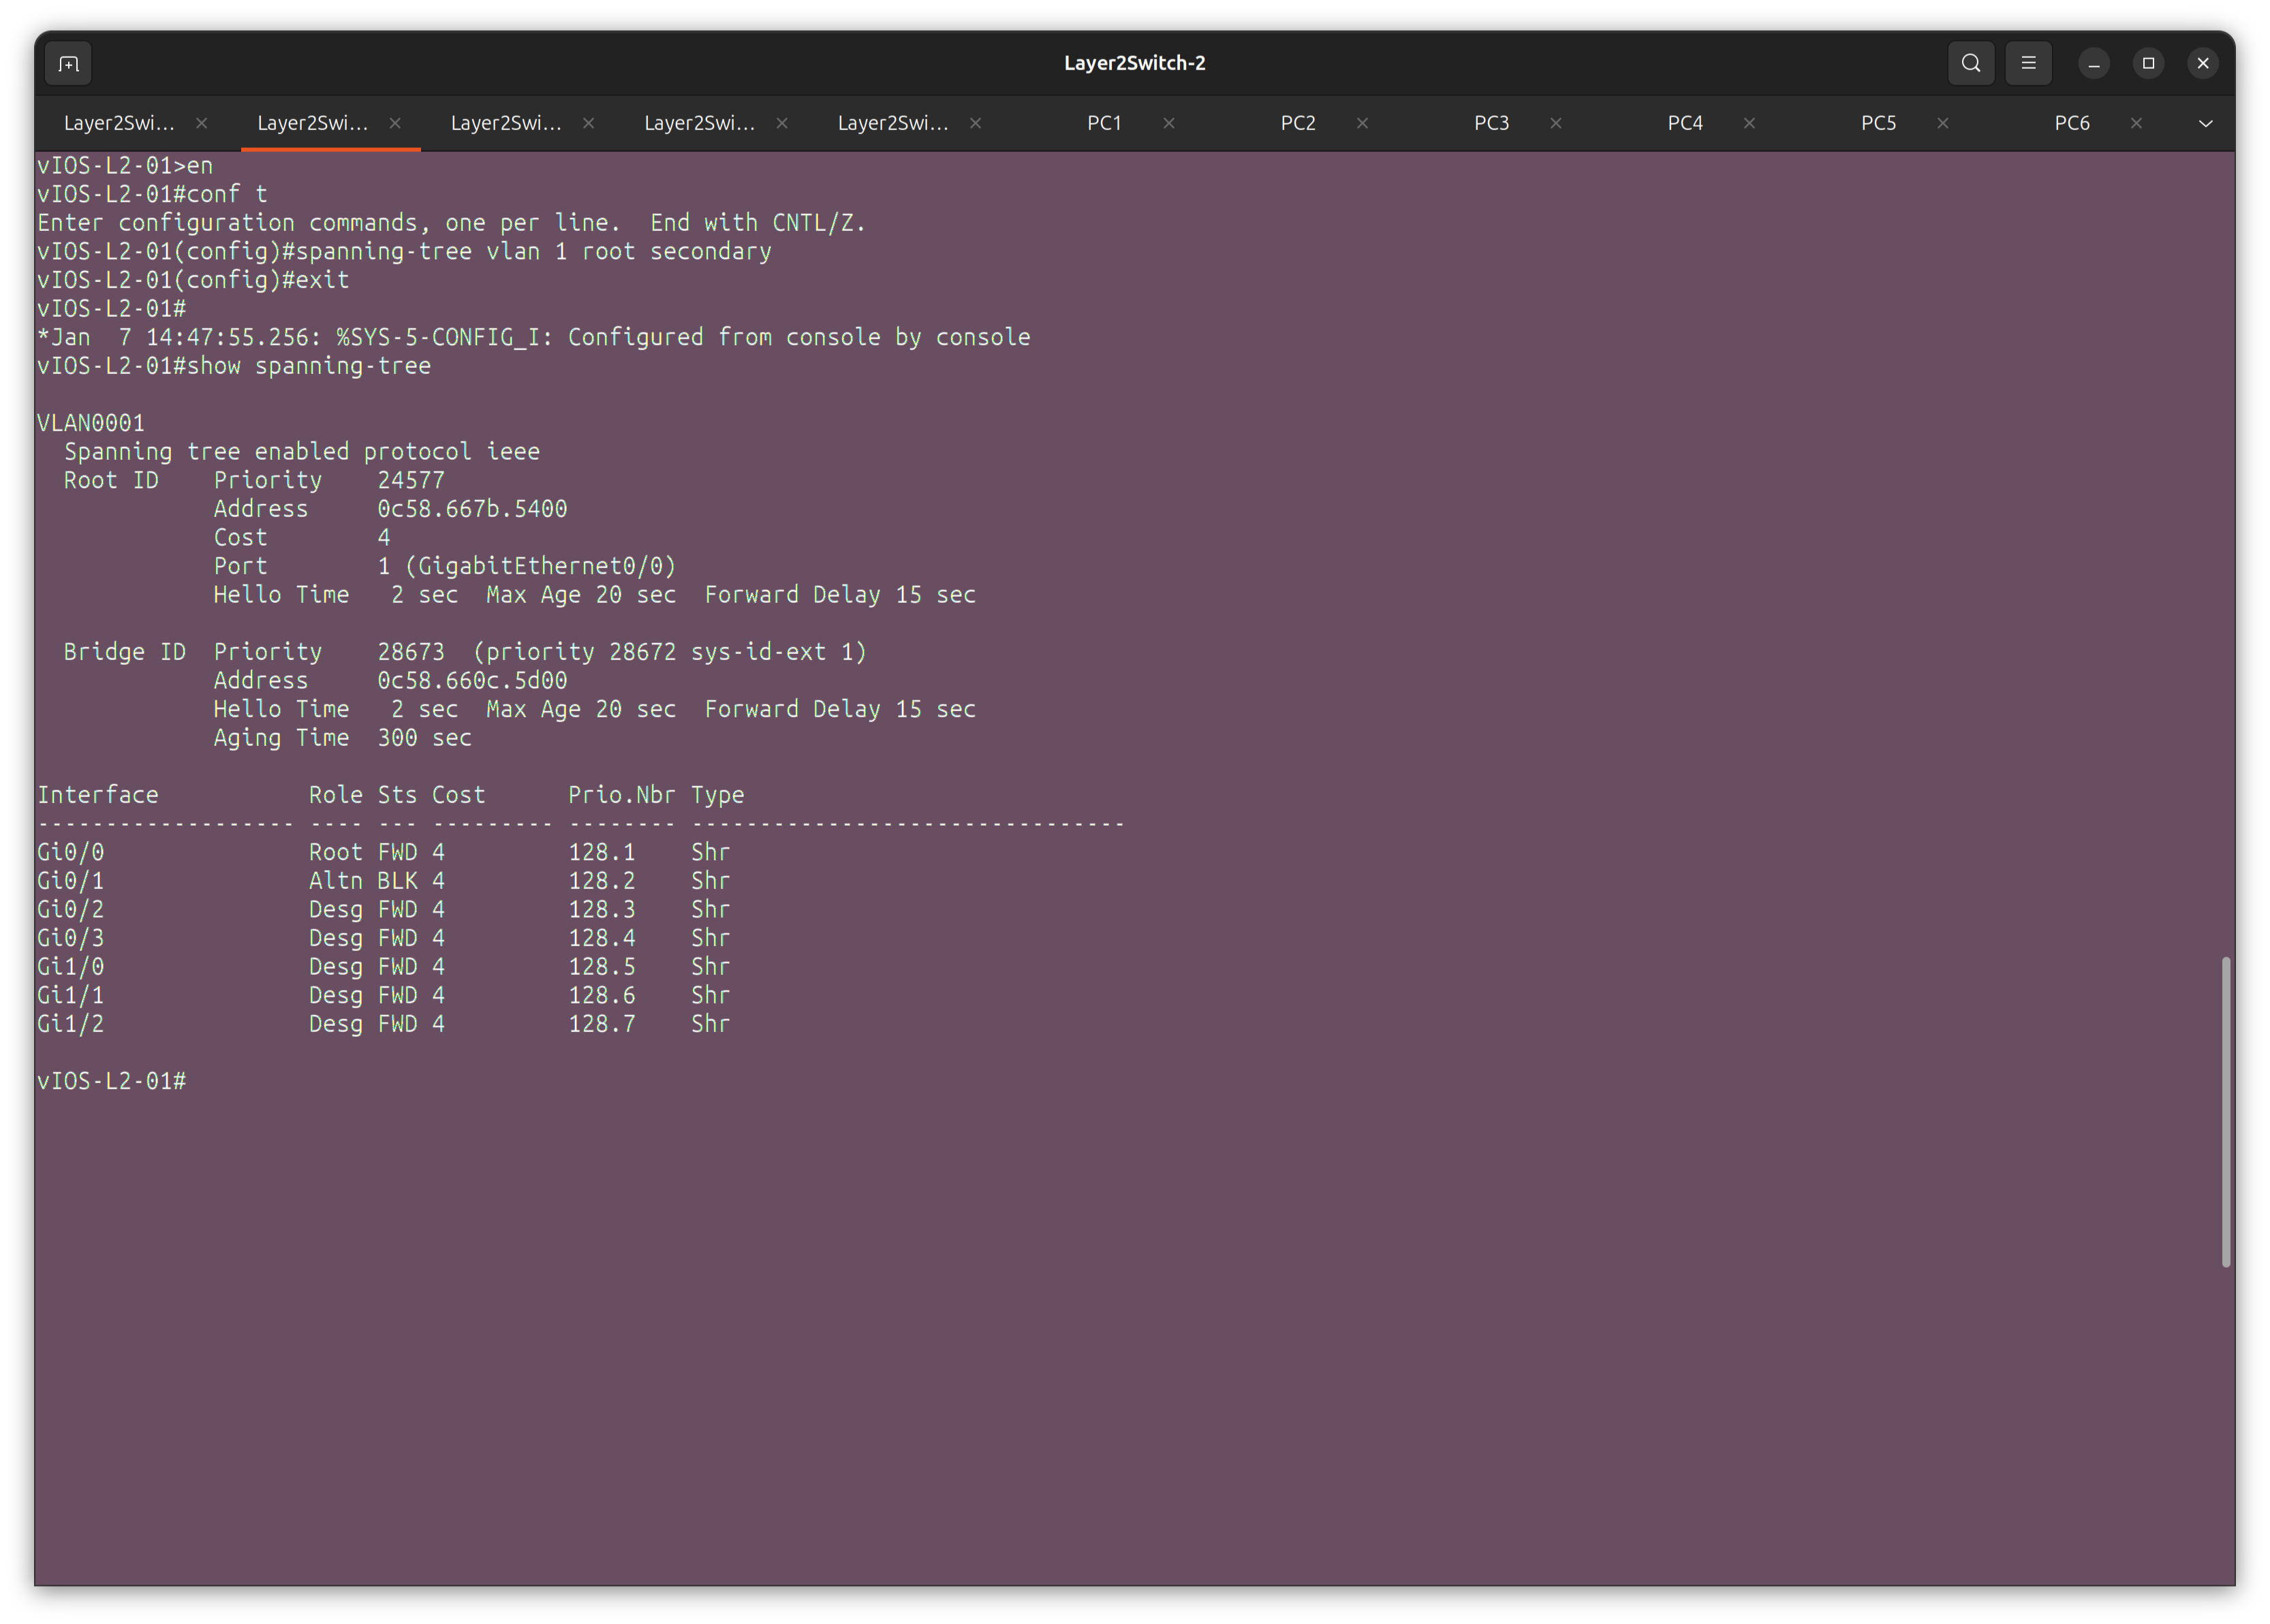 Layer2Switch-2
Layer2Swi... Layer2Swi... Layer2Swi... Layer2Swi... Layer2Swi... PC1 PC2 PC3 PC4 PC5 PC6
vIOS-L2-01>en
vIOS-L2-01#conf t
Enter configuration commands, one per line.  End with CNTL/Z.
vIOS-L2-01(config)#spanning-tree vlan 1 root secondary
vIOS-L2-01(config)#exit
vIOS-L2-01#
*Jan  7 14:47:55.256: %SYS-5-CONFIG_I: Configured from console by console
vIOS-L2-01#show spanning-tree

VLAN0001
  Spanning tree enabled protocol ieee
  Root ID    Priority    24577
             Address     0c58.667b.5400
             Cost        4
             Port        1 (GigabitEthernet0/0)
             Hello Time   2 sec  Max Age 20 sec  Forward Delay 15 sec

  Bridge ID  Priority    28673  (priority 28672 sys-id-ext 1)
             Address     0c58.660c.5d00
             Hello Time   2 sec  Max Age 20 sec  Forward Delay 15 sec
             Aging Time  300 sec

Interface           Role Sts Cost      Prio.Nbr Type
------------------- ---- --- --------- -------- --------------------------------
Gi0/0               Root FWD 4         128.1    Shr
Gi0/1               Altn BLK 4         128.2    Shr
Gi0/2               Desg FWD 4         128.3    Shr
Gi0/3               Desg FWD 4         128.4    Shr
Gi1/0               Desg FWD 4         128.5    Shr
Gi1/1               Desg FWD 4         128.6    Shr
Gi1/2               Desg FWD 4         128.7    Shr

vIOS-L2-01#